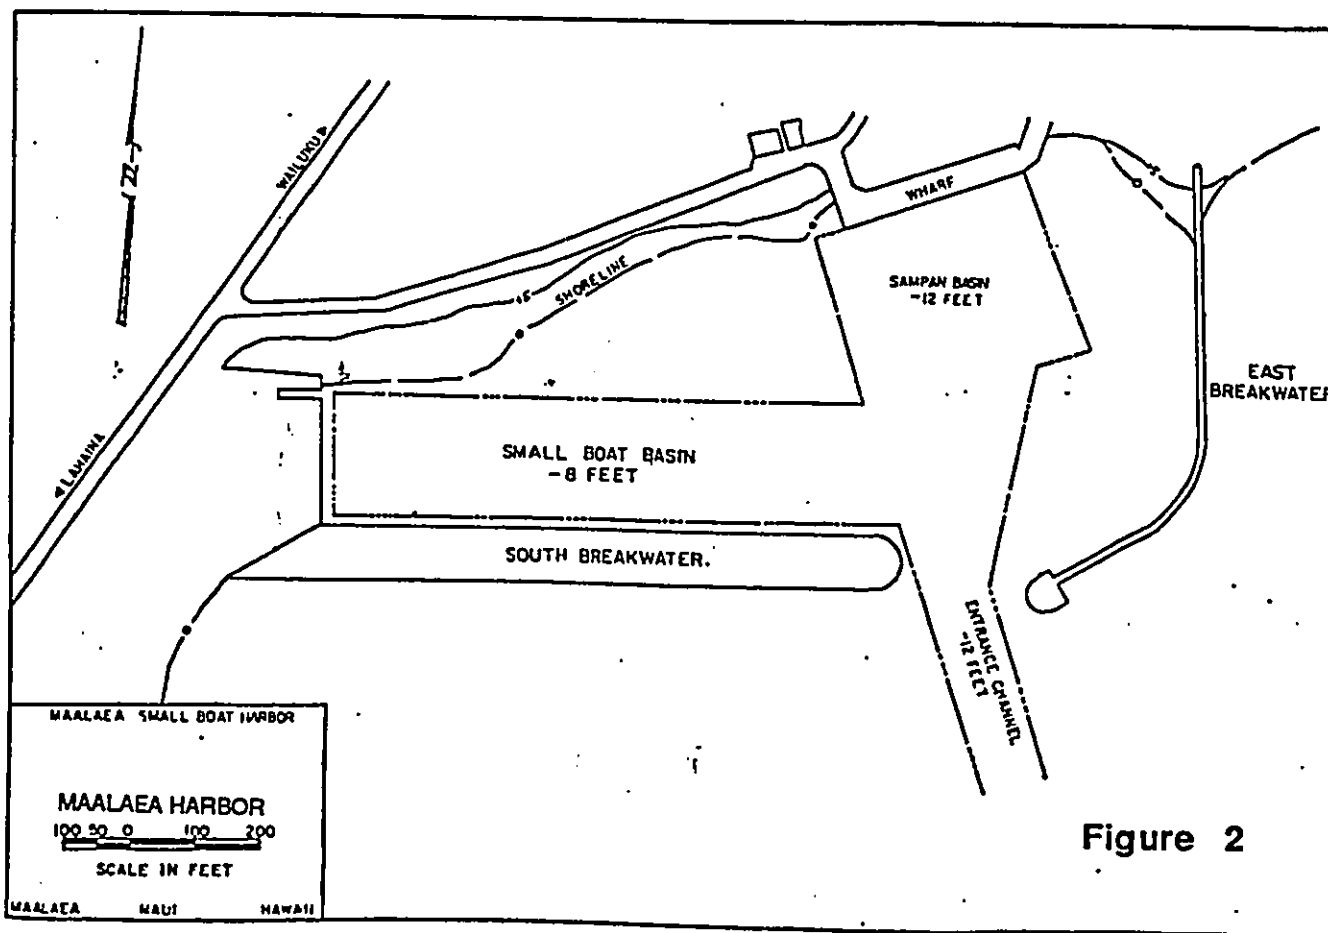 WAILUKU
WHARF
SAMPAN BASIN
-12 FEET
+5
SHORELINE
EAST
BREAKWATER
LAHAINA
SMALL BOAT BASIN
-8 FEET
SOUTH BREAKWATER.
ENTRANCE CHANNEL
-12 FEET
MAALAEA SMALL BOAT HARBOR
MAALAEA HARBOR
100 50 0 100 200
SCALE IN FEET
MAALAEA MAUI HAWAII
Figure 2